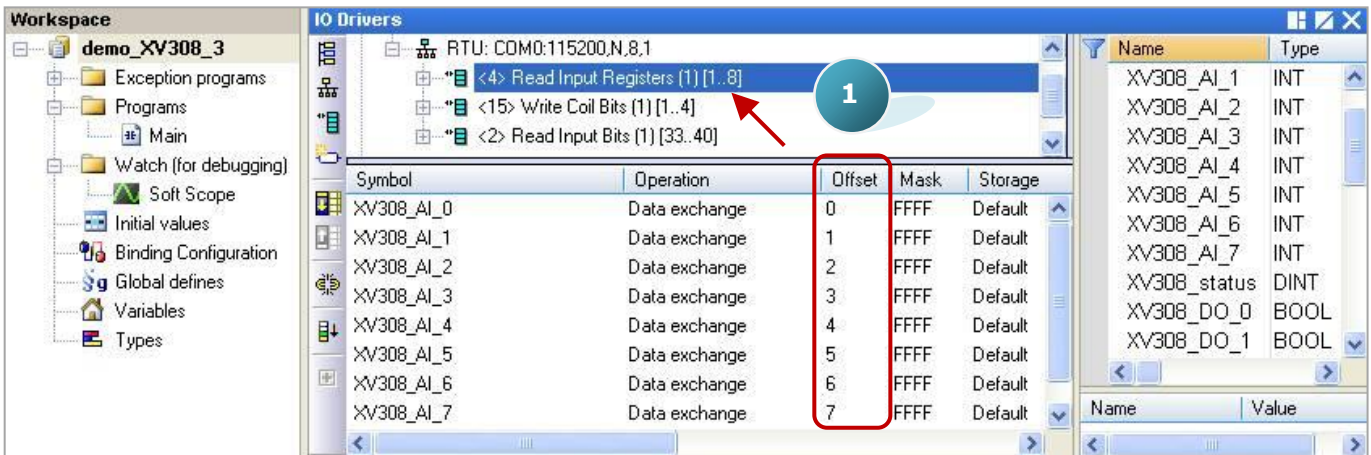 Workspace
demo_XV308_3
Exception programs
Programs
Main
Watch (for debugging)
Soft Scope
Initial values
Binding Configuration
Global defines
Variables
Types
IO Drivers
RTU: COM0:115200,N,8,1
<4> Read Input Registers (1) [1..8]
<15> Write Coil Bits (1) [1..4]
<2> Read Input Bits (1) [33..40]
1
Symbol Operation Offset Mask Storage
XV308_AI_0 Data exchange 0 FFFF Default
XV308_AI_1 Data exchange 1 FFFF Default
XV308_AI_2 Data exchange 2 FFFF Default
XV308_AI_3 Data exchange 3 FFFF Default
XV308_AI_4 Data exchange 4 FFFF Default
XV308_AI_5 Data exchange 5 FFFF Default
XV308_AI_6 Data exchange 6 FFFF Default
XV308_AI_7 Data exchange 7 FFFF Default
Name Type
XV308_AI_1 INT
XV308_AI_2 INT
XV308_AI_3 INT
XV308_AI_4 INT
XV308_AI_5 INT
XV308_AI_6 INT
XV308_AI_7 INT
XV308_status DINT
XV308_DO_0 BOOL
XV308_DO_1 BOOL
Name Value